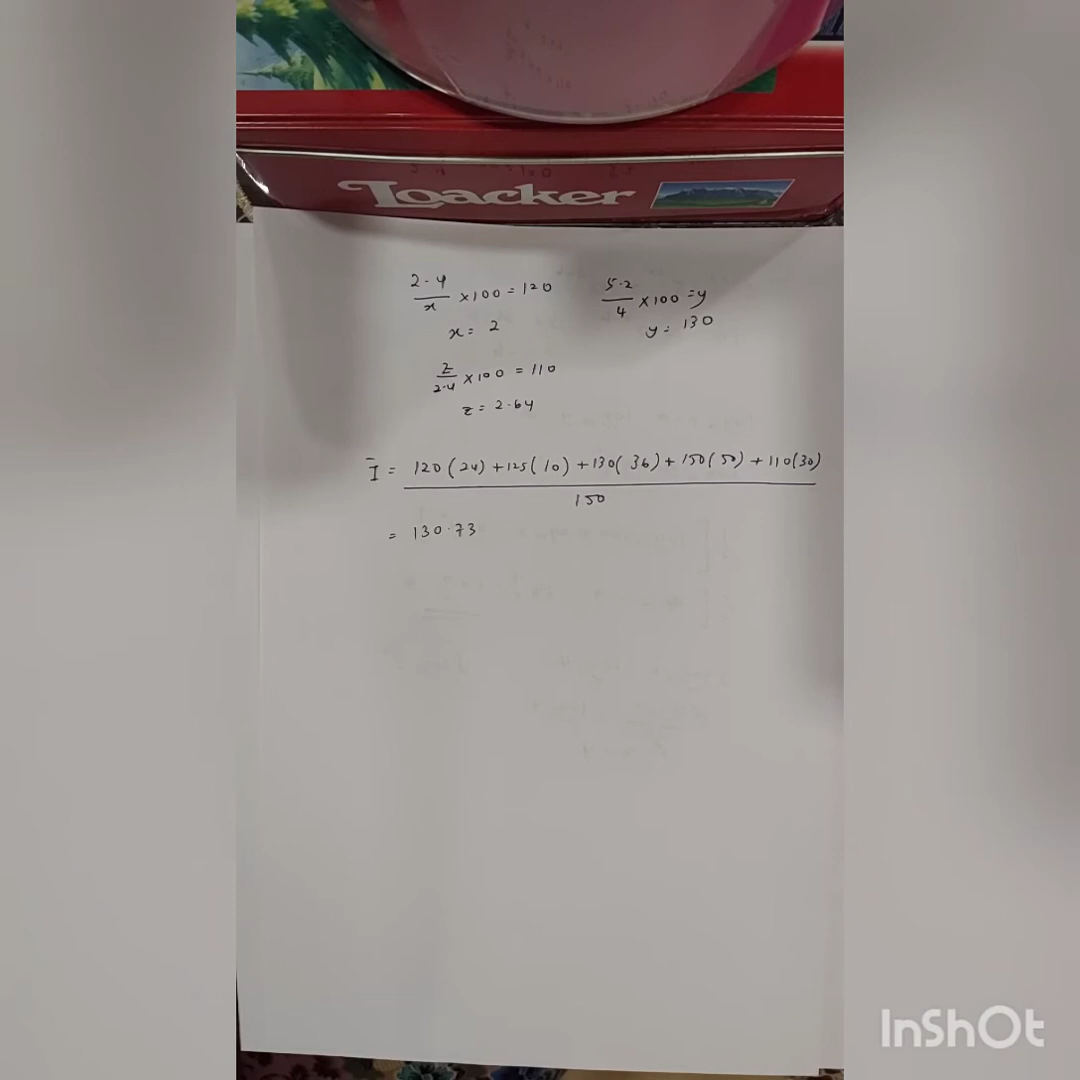 Loacker
2.4/x ×100 = 120
x = 2
5.2/4 ×100 = y
y = 130
z/2.4 ×100 = 110
z = 2.64
Ī = 120(24) + 125(10) + 130(36) + 150(50) + 110(30) / 150
= 130.73
InShOt